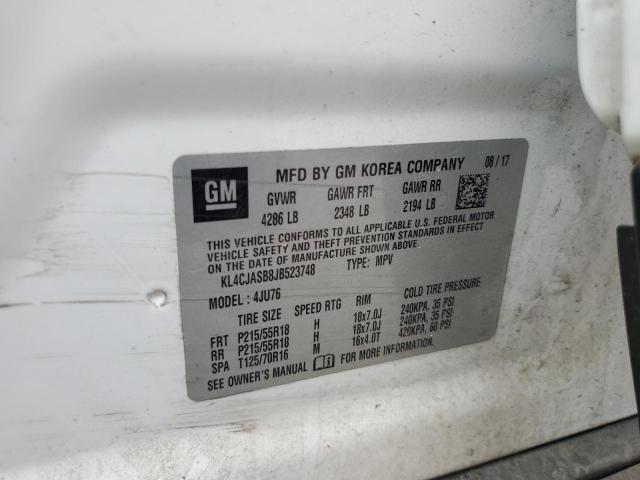 GM
MFD BY GM KOREA COMPANY 08/17
GVWR GAWR FRT GAWR RR
4286 LB 2348 LB 2194 LB
THIS VEHICLE CONFORMS TO ALL APPLICABLE U.S. FEDERAL MOTOR
VEHICLE SAFETY AND THEFT PREVENTION STANDARDS IN EFFECT
ON THE DATE OF MANUFACTURE SHOWN ABOVE.
KL4CJASB8JB523748 TYPE: MPV
MODEL: 4JU76
TIRE SIZE SPEED RTG RIM COLD TIRE PRESSURE
FRT P215/55R18 H 18x7.0J 240KPA, 35 PSI
RR P215/55R18 H 18x7.0J 240KPA, 35 PSI
SPA T125/70R16 M 16x4.0T 420KPA, 60 PSI
SEE OWNER'S MANUAL FOR MORE INFORMATION.